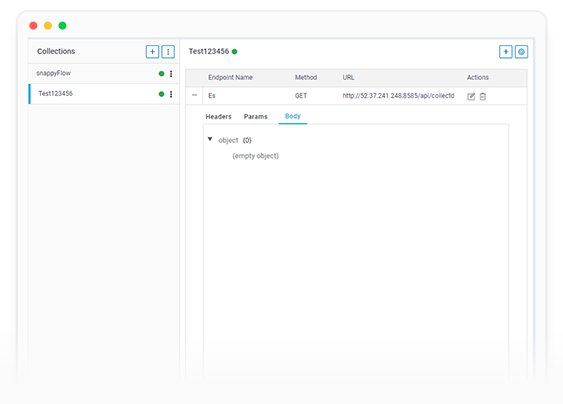 Collections
snappyFlow
Test123456
Test123456
Endpoint Name Method URL Actions
Es GET http://52.37.241.248:8585/api/collectd
Headers Params Body
object {0}
(empty object)